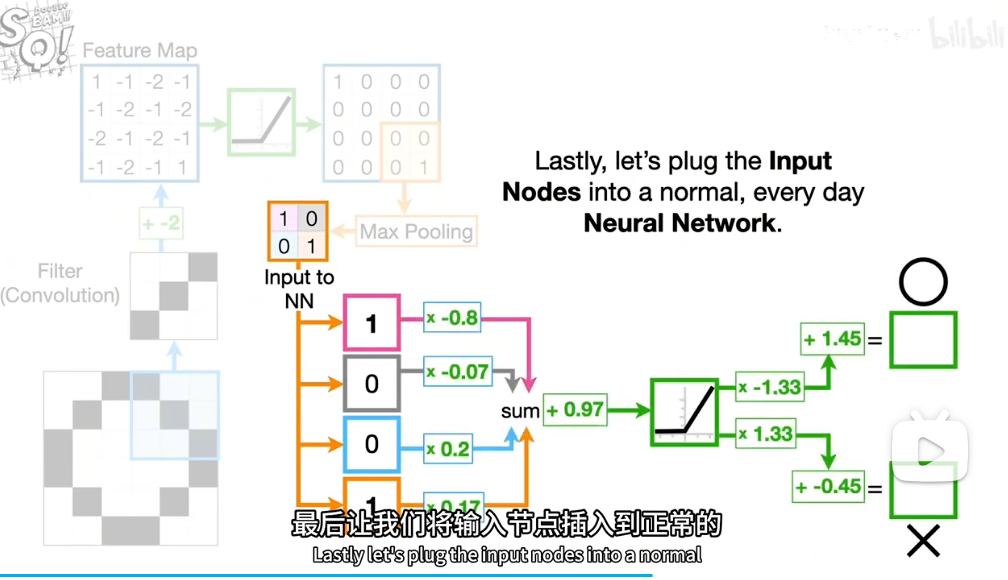 SQ!
BAM!!
bilibili
Feature Map
1 -1 -2 -1
-1 -2 -1 -2
-2 -1 -2 -1
-1 -2 -1 1
1 0 0 0
0 0 0 0
0 0 0 0
0 0 0 1
Lastly, let's plug the Input
Nodes into a normal, every day
Neural Network.
+ -2
1 0
0 1
Max Pooling
Filter
(Convolution)
Input to
NN
1
x -0.8
0
x -0.07
sum
+ 0.97
0
x 0.2
1
x 0.17
x -1.33
+ 1.45
=
x 1.33
+ -0.45
=
最后让我们将输入节点插入到正常的
Lastly let's plug the input nodes into a normal